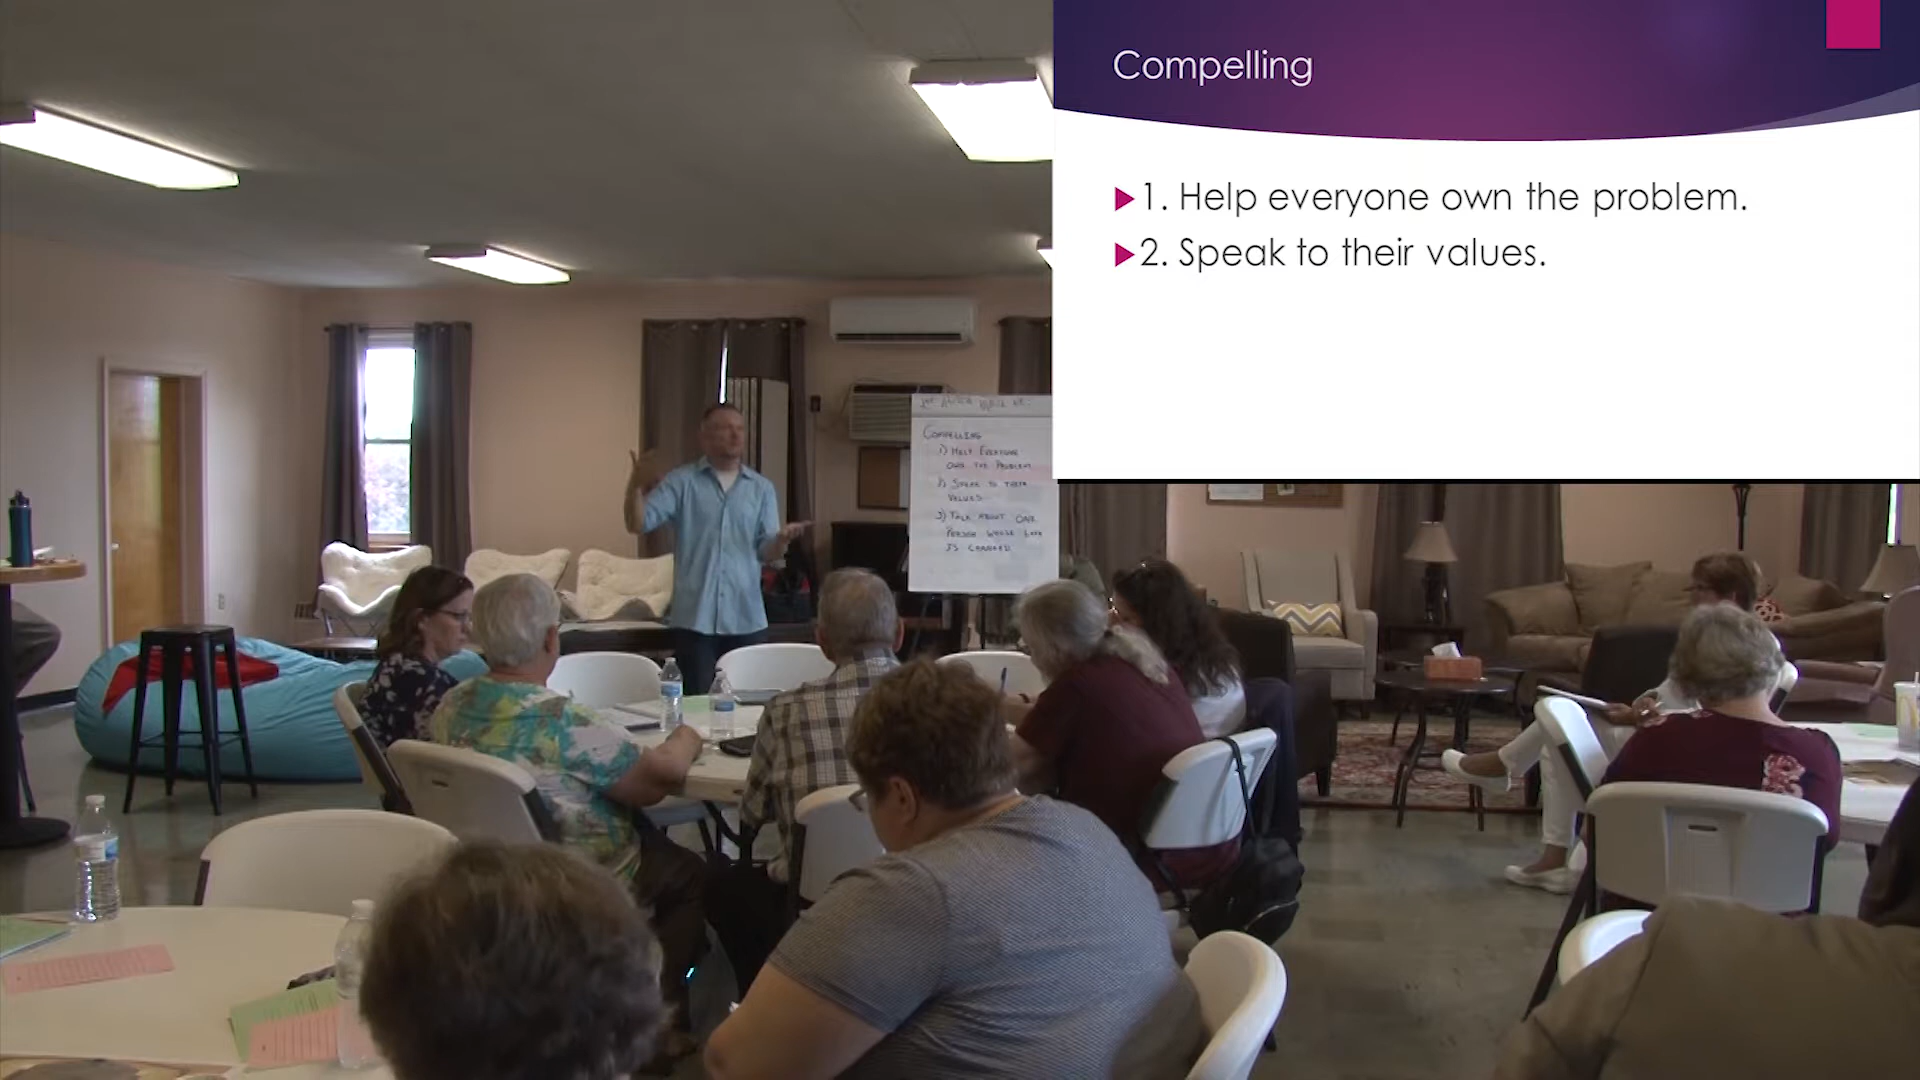 Compelling
1. Help everyone own the problem.
2. Speak to their values.
COMPELLING
1) HELP EVERYONE
OWN THE PROBLEM
2) SPEAK TO THEIR
VALUES
3) TALK ABOUT ONE
PERSON WHOSE
IS CHANGED